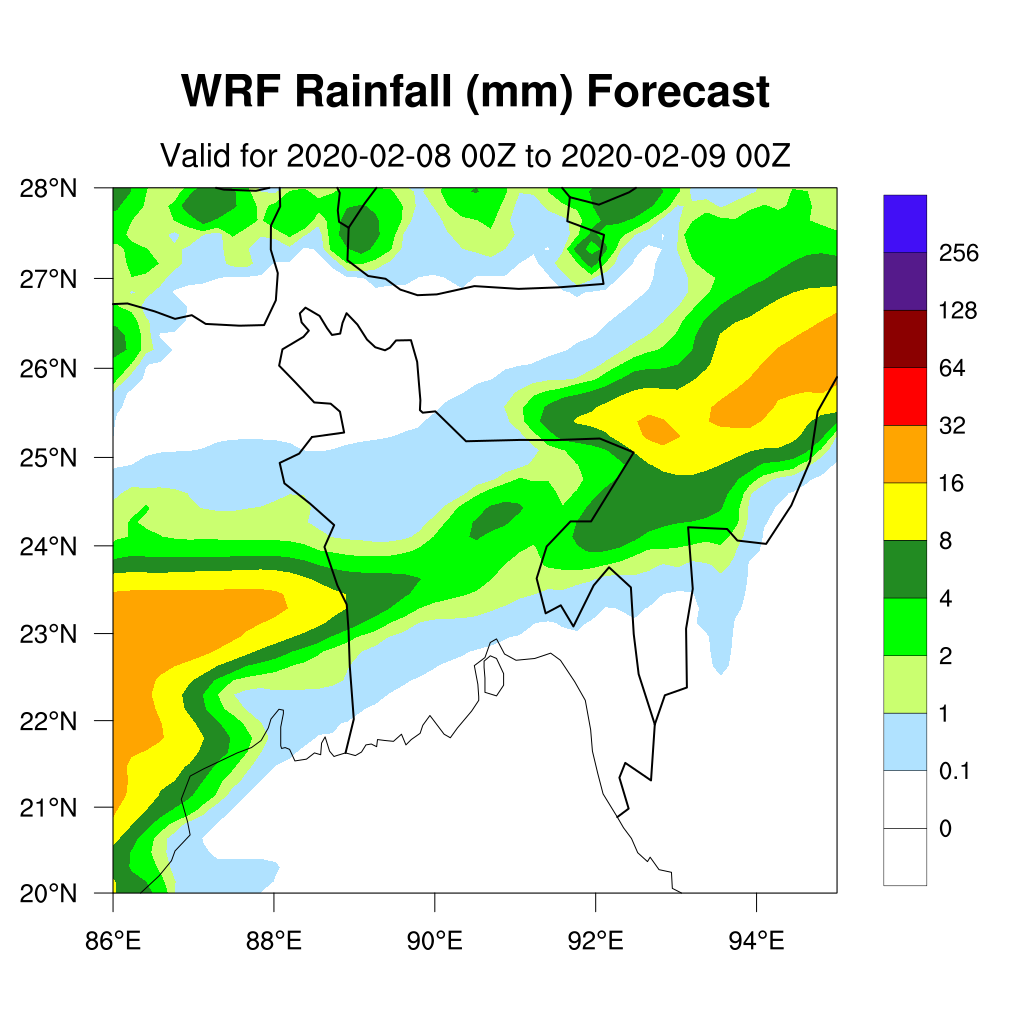 WRF Rainfall (mm) Forecast
Valid for 2020-02-08 00Z to 2020-02-09 00Z
28°N
27°N
26°N
25°N
24°N
23°N
22°N
21°N
20°N
86°E 88°E 90°E 92°E 94°E
256
128
64
32
16
8
4
2
1
0.1
0